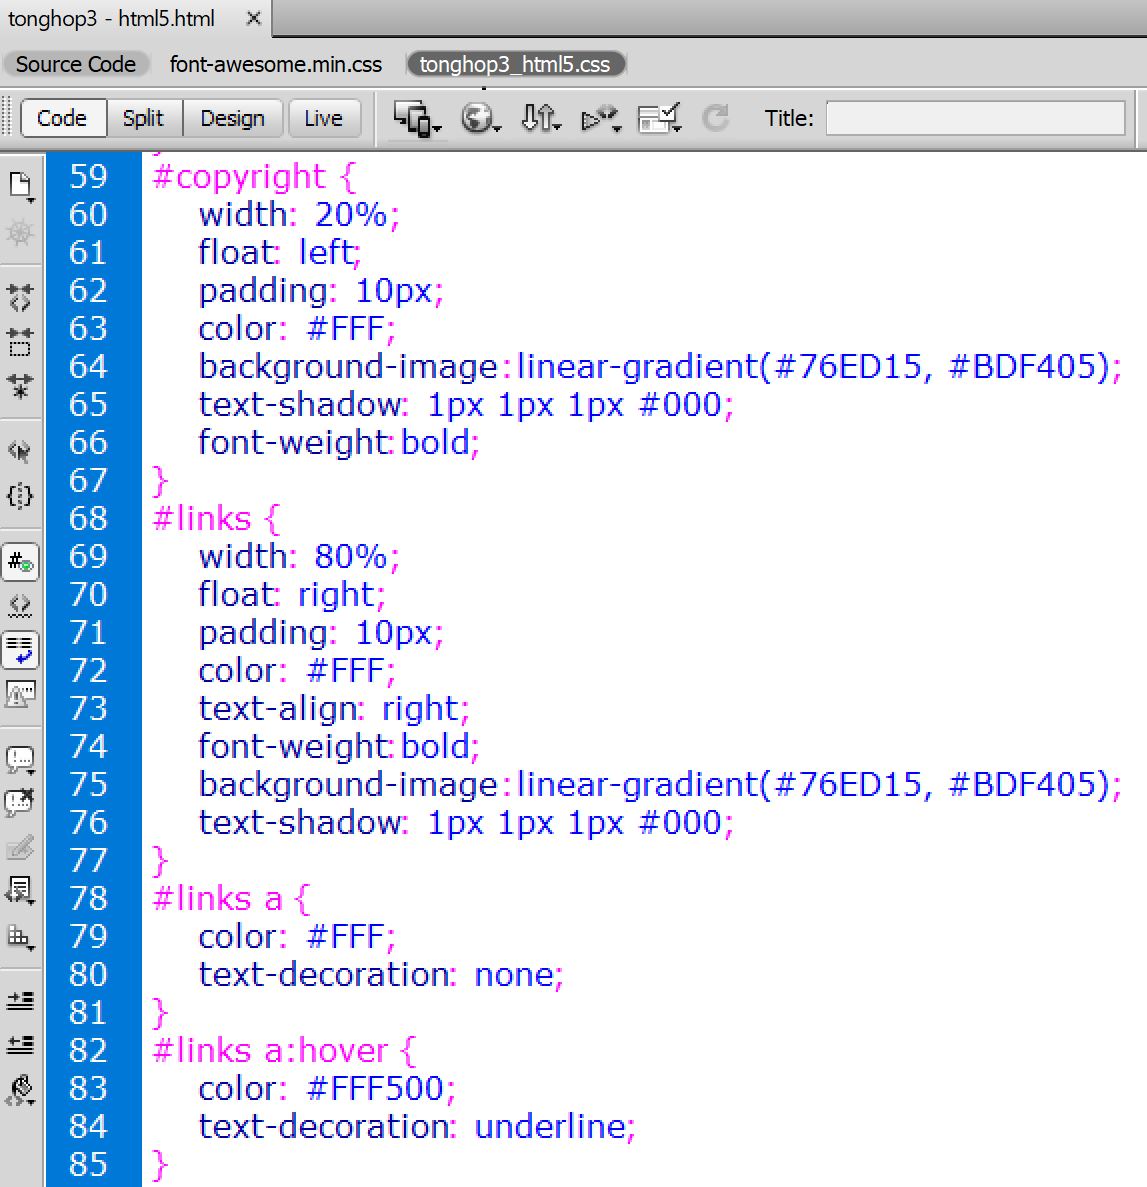 tonghop3 - html5.html ×
Source Code font-awesome.min.css tonghop3_html5.css
Code Split Design Live Title:
59 #copyright {
60 width: 20%;
61 float: left;
62 padding: 10px;
63 color: #FFF;
64 background-image:linear-gradient(#76ED15, #BDF405);
65 text-shadow: 1px 1px 1px #000;
66 font-weight:bold;
67 }
68 #links {
69 width: 80%;
70 float: right;
71 padding: 10px;
72 color: #FFF;
73 text-align: right;
74 font-weight:bold;
75 background-image:linear-gradient(#76ED15, #BDF405);
76 text-shadow: 1px 1px 1px #000;
77 }
78 #links a {
79 color: #FFF;
80 text-decoration: none;
81 }
82 #links a:hover {
83 color: #FFF500;
84 text-decoration: underline;
85 }